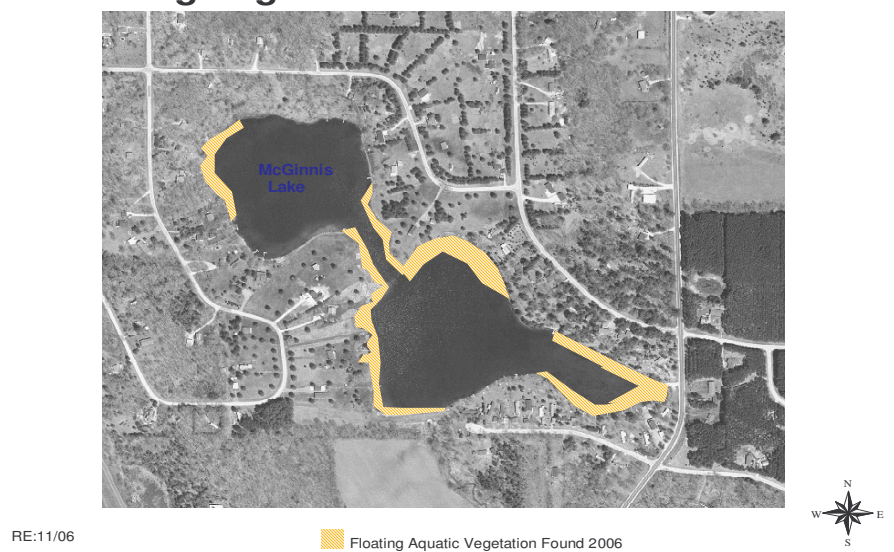 McGinnis
Lake
N
W E
S
RE:11/06
Floating Aquatic Vegetation Found 2006